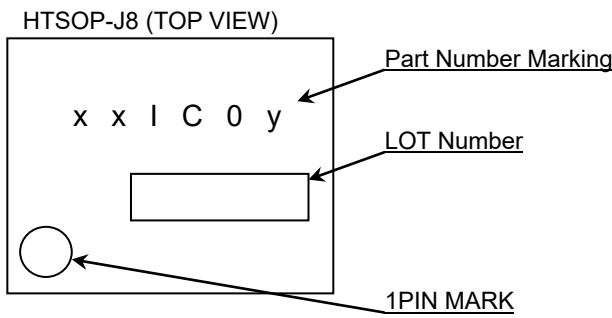 HTSOP-J8 (TOP VIEW)
Part Number Marking
x x I C 0 y
LOT Number
1PIN MARK